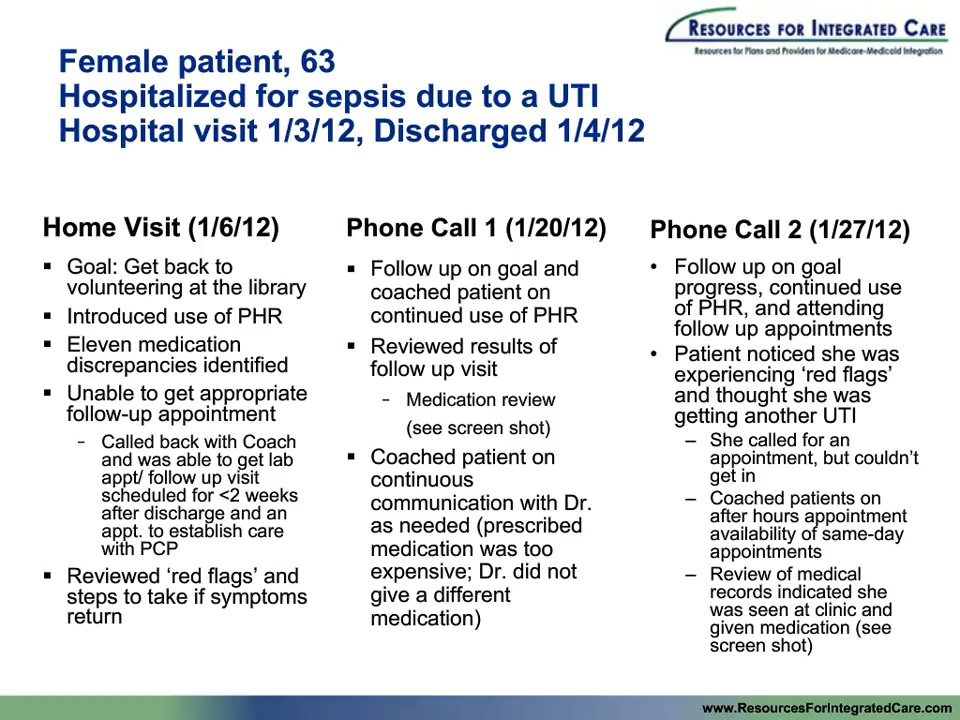 RESOURCES FOR INTEGRATED CARE
Resources for Plans and Providers for Medicare-Medicaid Integration
Female patient, 63
Hospitalized for sepsis due to a UTI
Hospital visit 1/3/12, Discharged 1/4/12
Home Visit (1/6/12)
▪ Goal: Get back to
volunteering at the library
▪ Introduced use of PHR
▪ Eleven medication
discrepancies identified
▪ Unable to get appropriate
follow-up appointment
– Called back with Coach
and was able to get lab
appt/ follow up visit
scheduled for <2 weeks
after discharge and an
appt. to establish care
with PCP
▪ Reviewed ‘red flags’ and
steps to take if symptoms
return
Phone Call 1 (1/20/12)
▪ Follow up on goal and
coached patient on
continued use of PHR
▪ Reviewed results of
follow up visit
– Medication review
(see screen shot)
▪ Coached patient on
continuous
communication with Dr.
as needed (prescribed
medication was too
expensive; Dr. did not
give a different
medication)
Phone Call 2 (1/27/12)
• Follow up on goal
progress, continued use
of PHR, and attending
follow up appointments
• Patient noticed she was
experiencing ‘red flags’
and thought she was
getting another UTI
– She called for an
appointment, but couldn’t
get in
– Coached patients on
after hours appointment
availability of same-day
appointments
– Review of medical
records indicated she
was seen at clinic and
given medication (see
screen shot)
www.ResourcesForIntegratedCare.com